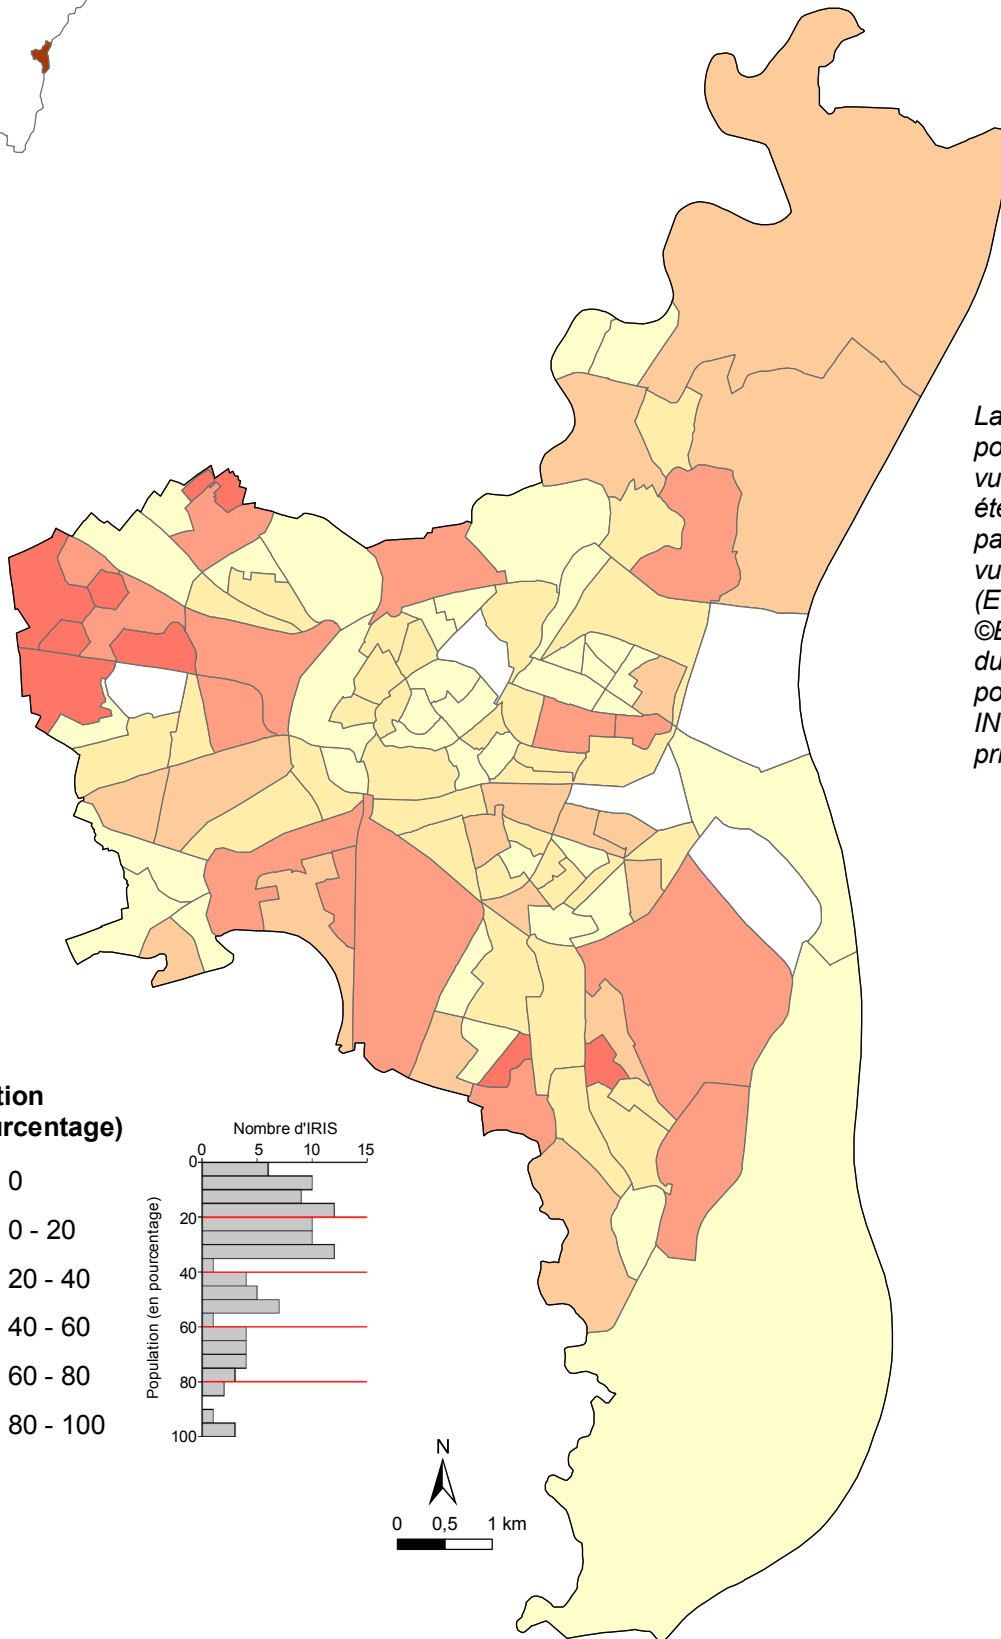 La
po
vu
éte
pa
vu
(E
©E
du
po
IN
pri
tion
urcentage)
0
0 - 20
20 - 40
40 - 60
60 - 80
80 - 100
Nombre d'IRIS
0 5 10 15
Population (en pourcentage)
0
20
40
60
80
100
N
0 0,5 1 km